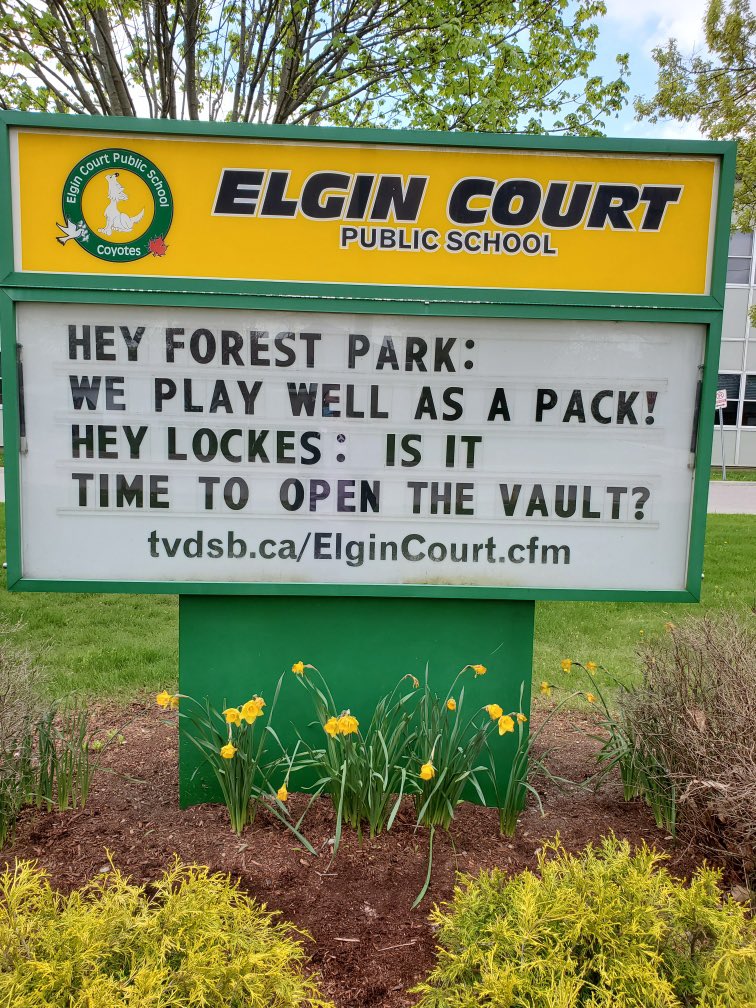 Elgin Court Public School
Coyotes
ELGIN COURT
PUBLIC SCHOOL
HEY FOREST PARK:
WE PLAY WELL AS A PACK!
HEY LOCKES: IS IT
TIME TO OPEN THE VAULT?
tvdsb.ca/ElginCourt.cfm